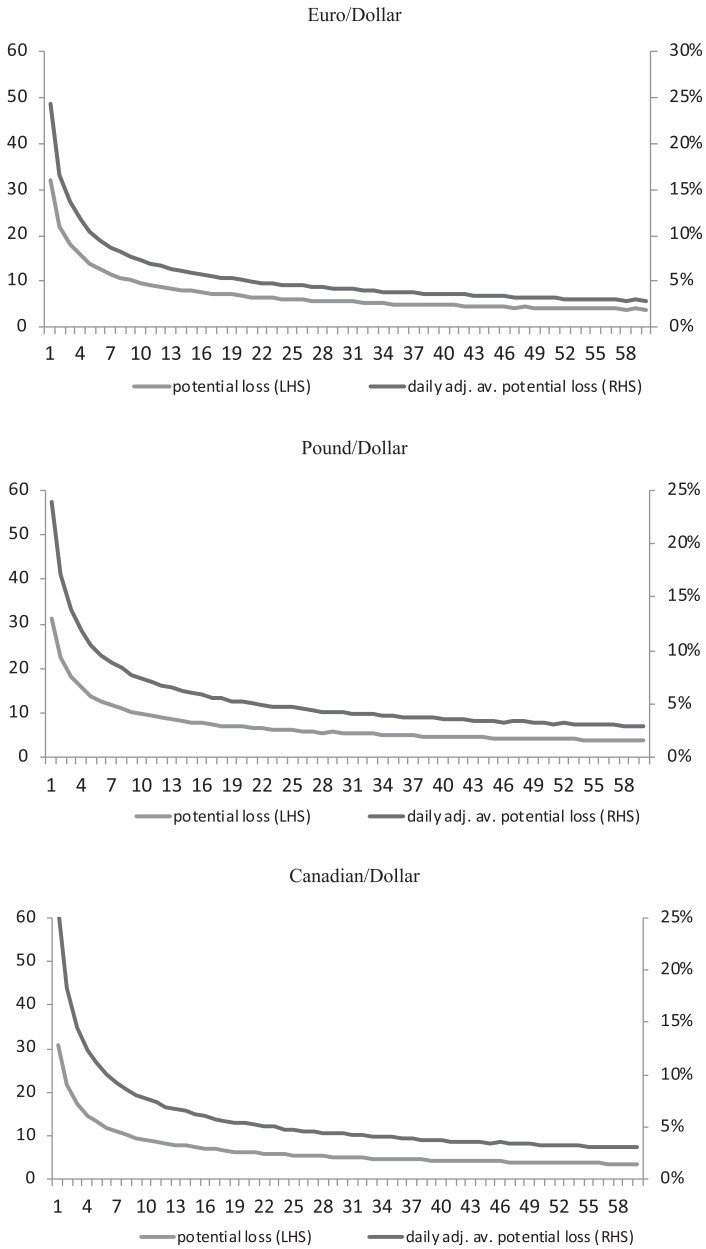 Euro/Dollar
60 30%
50 25%
40 20%
30 15%
20 10%
10 5%
0 0%
1 4 7 10 13 16 19 22 25 28 31 34 37 40 43 46 49 52 55 58
potential loss (LHS) daily adj. av. potential loss (RHS)
Pound/Dollar
60 25%
50 20%
40 15%
30 10%
20 5%
10 0%
0
1 4 7 10 13 16 19 22 25 28 31 34 37 40 43 46 49 52 55 58
potential loss (LHS) daily adj. av. potential loss (RHS)
Canadian/Dollar
60 25%
50 20%
40 15%
30 10%
20 5%
10 0%
0
1 4 7 10 13 16 19 22 25 28 31 34 37 40 43 46 49 52 55 58
potential loss (LHS) daily adj. av. potential loss (RHS)